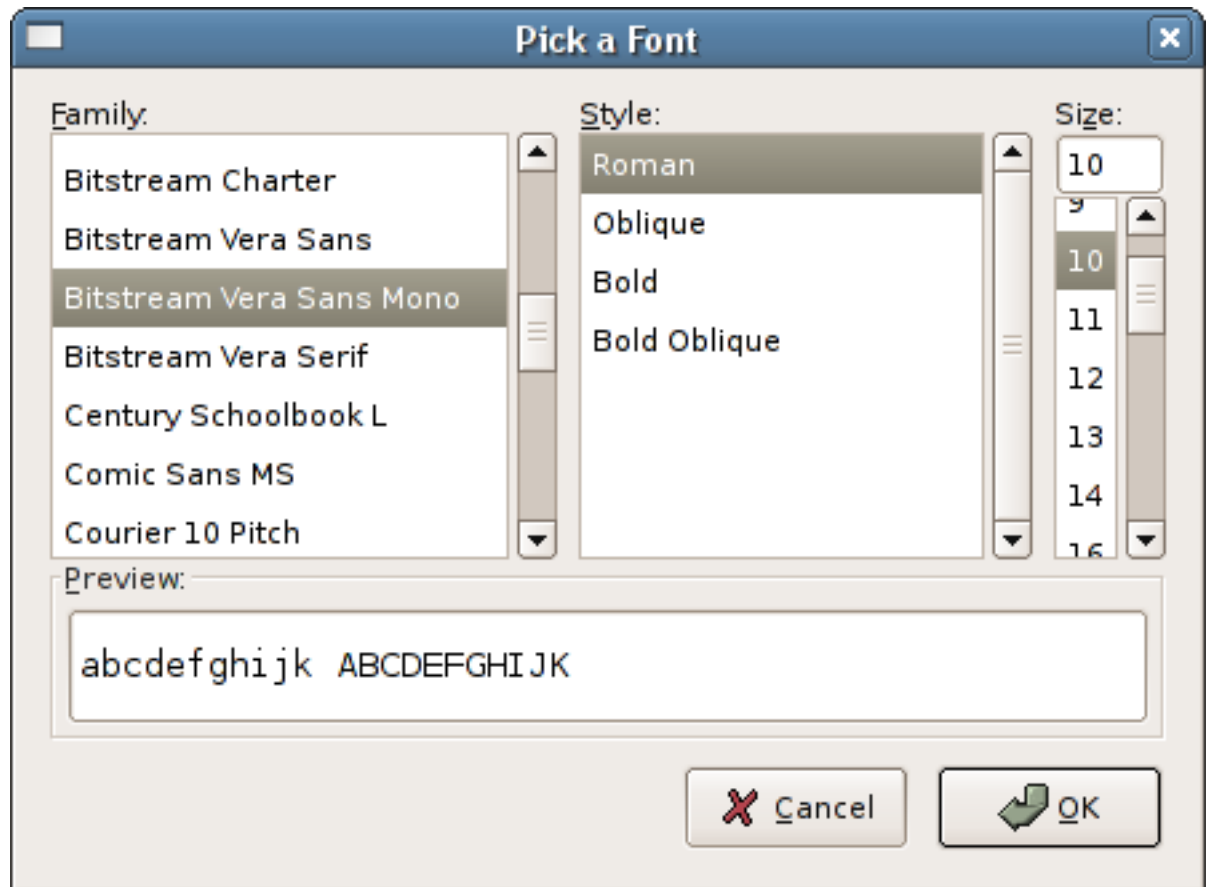 Pick a Font
Family:
Bitstream Charter
Bitstream Vera Sans
Bitstream Vera Sans Mono
Bitstream Vera Serif
Century Schoolbook L
Comic Sans MS
Courier 10 Pitch
Style:
Roman
Oblique
Bold
Bold Oblique
Size:
10
9
10
11
12
13
14
16
Preview:
abcdefghijk ABCDEFGHIJK
Cancel
OK